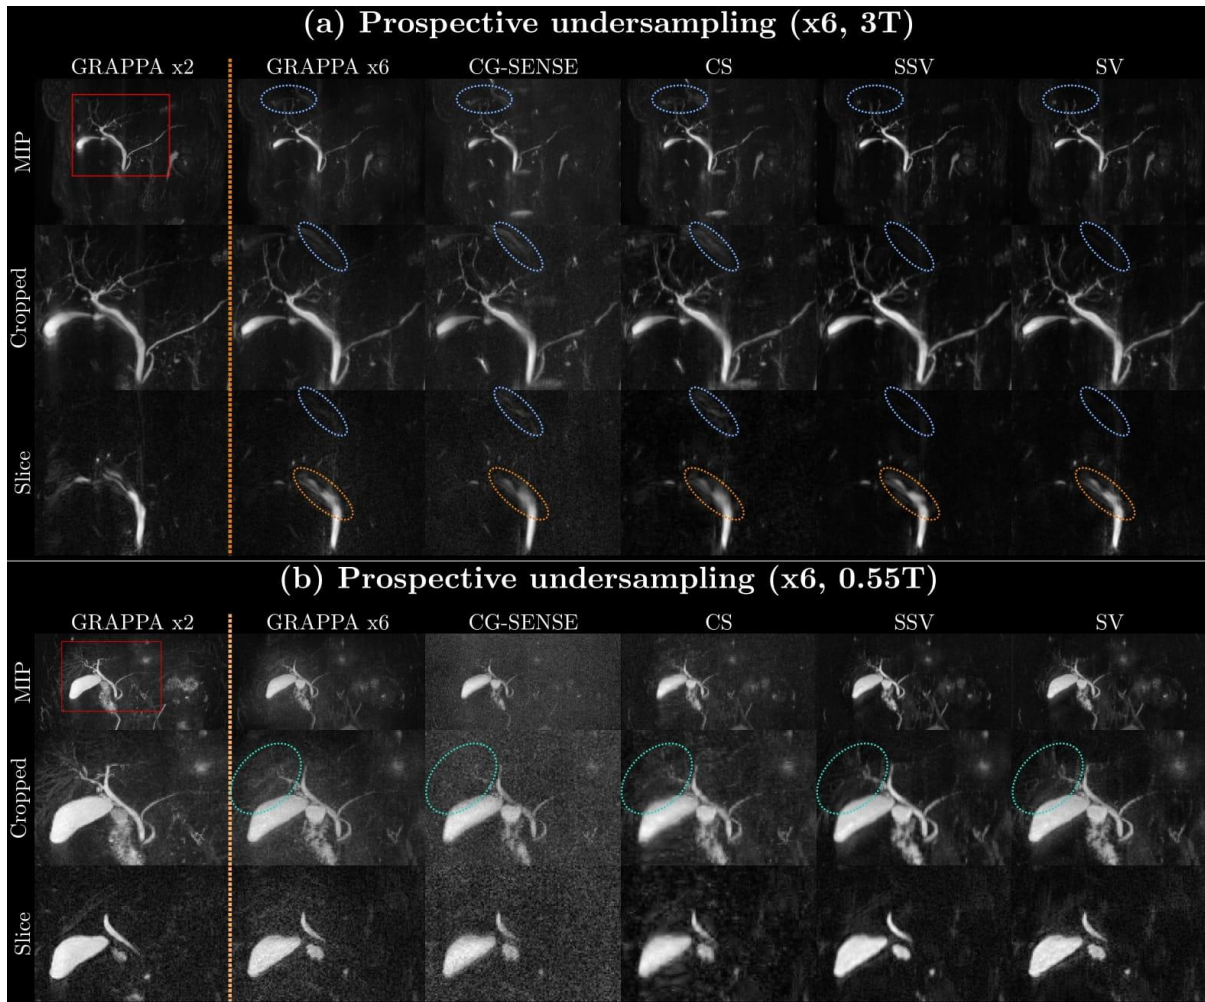 (a) Prospective undersampling (x6, 3T)
GRAPPA x2 GRAPPA x6 CG-SENSE CS SSV SV
MIP
Cropped
Slice
(b) Prospective undersampling (x6, 0.55T)
GRAPPA x2 GRAPPA x6 CG-SENSE CS SSV SV
MIP
Cropped
Slice